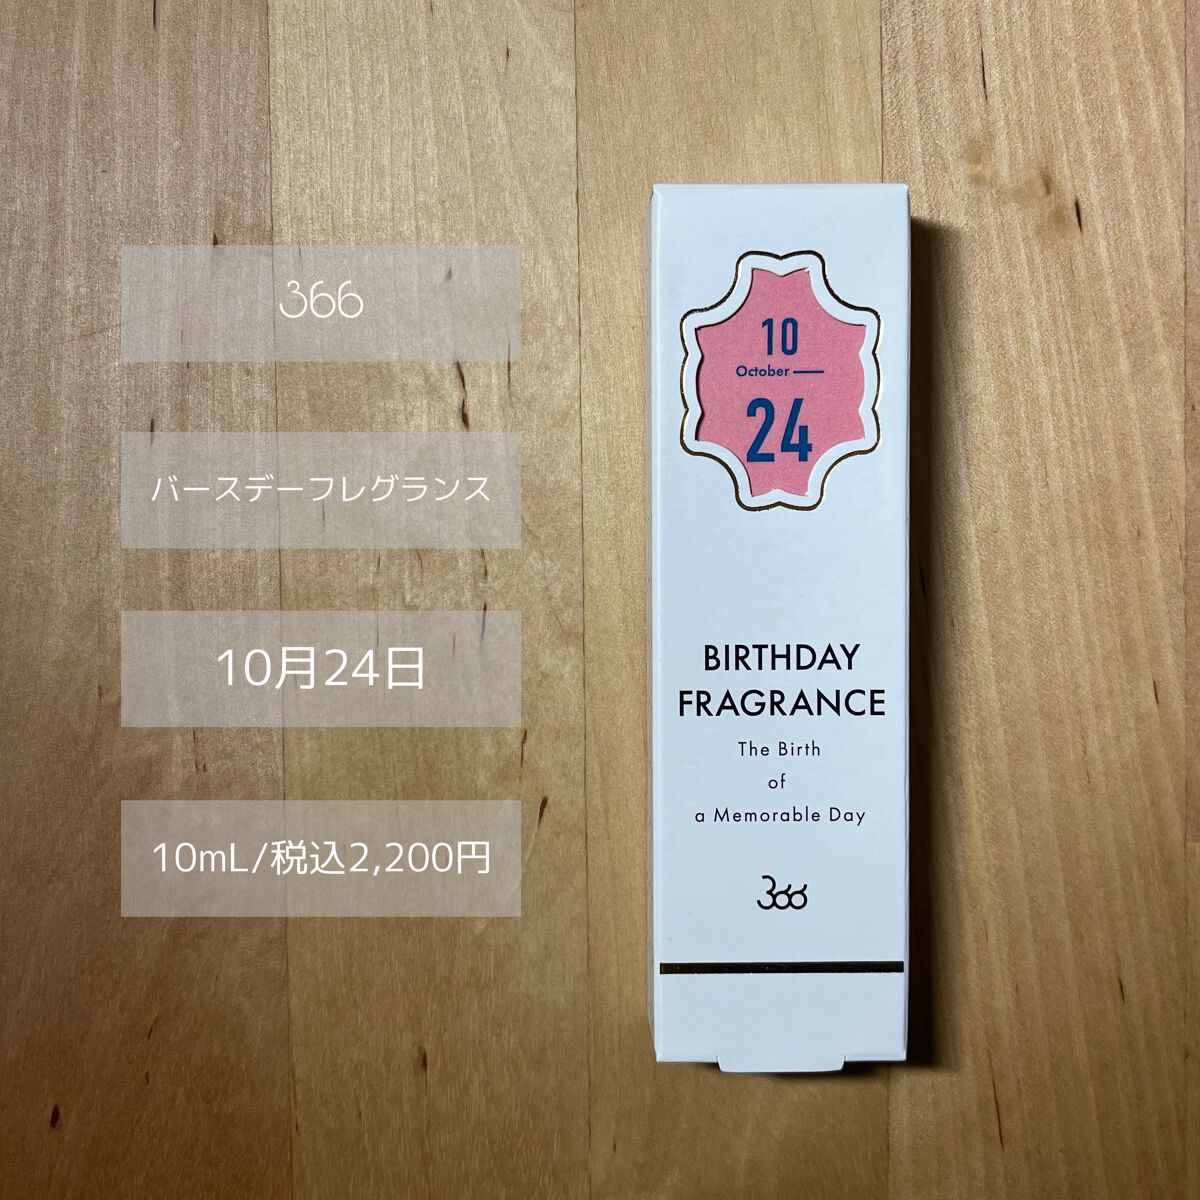 366
バースデーフレグランス
10月24日
10mL/税込2,200円
10
October
24
BIRTHDAY
FRAGRANCE
The Birth
of
a Memorable Day
366